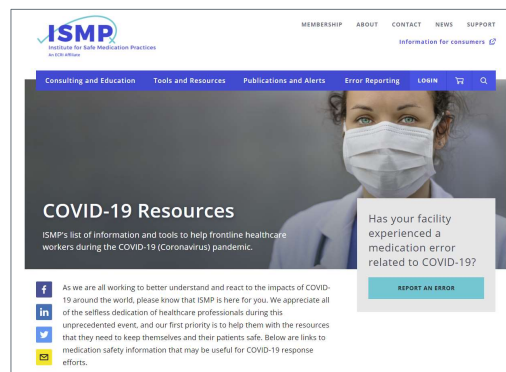 MEMBERSHIP ABOUT CONTACT NEWS SUPPORT
ISMP
Institute for Safe Medication Practices
An ECRI Affiliate
Information for consumers
Consulting and Education Tools and Resources Publications and Alerts Error Reporting LOGIN
COVID-19 Resources
ISMP's list of information and tools to help frontline healthcare
workers during the COVID-19 (Coronavirus) pandemic.
Has your facility
experienced a
medication error
related to COVID-19?
REPORT AN ERROR
As we are all working to better understand and react to the impacts of COVID-
19 around the world, please know that ISMP is here for you. We appreciate all
of the selfless dedication of healthcare professionals during this
unprecedented event, and our first priority is to help them with the resources
that they need to keep themselves and their patients safe. Below are links to
medication safety information that may be useful for COVID-19 response
efforts.